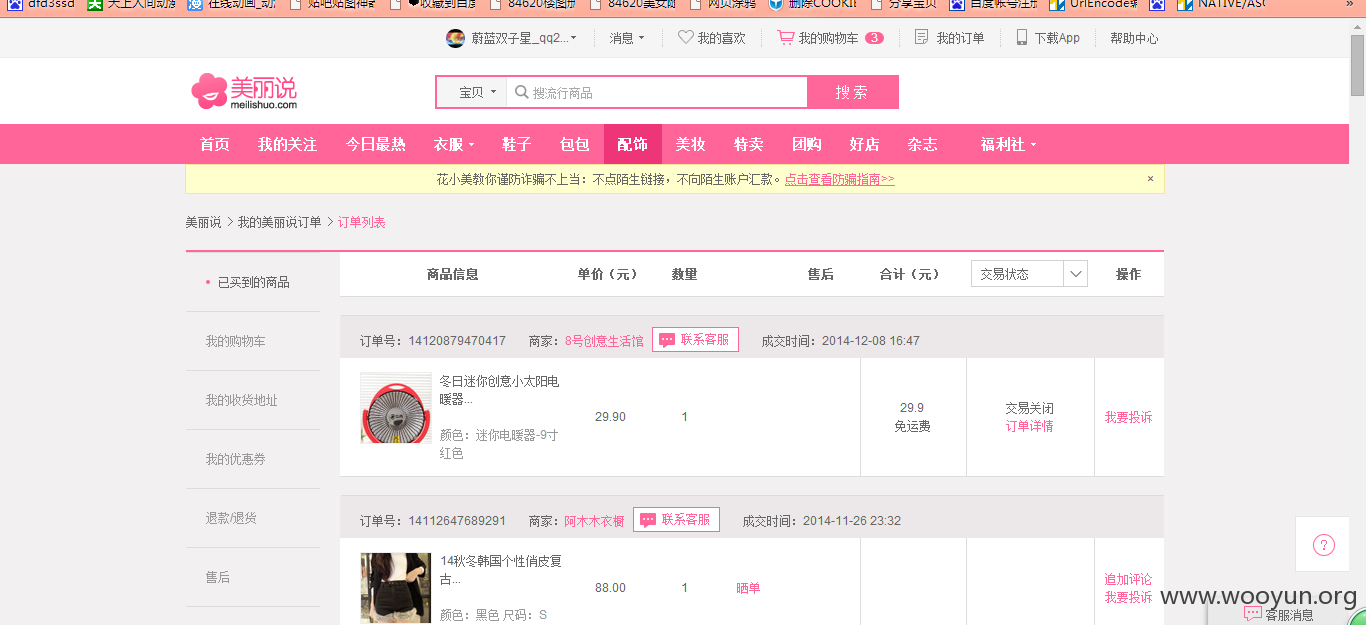 dfd3ssd 天上人间动漫 在线动画_动 贴吧贴图神器 ❤收藏到百度 84620楼图册 84620美女图 网页涂鸦 删除COOKIE 分享宝贝 百度帐号注册 UrlEncode编 NATIVE/ASC »
蔚蓝双子星_qq2... 消息 我的喜欢 我的购物车 3 我的订单 下载App 帮助中心
美丽说
meilishuo.com
宝贝 搜流行商品 搜 索
首页 我的关注 今日最热 衣服 鞋子 包包 配饰 美妆 特卖 团购 好店 杂志 福利社
花小美教你谨防诈骗不上当：不点陌生链接，不向陌生账户汇款。点击查看防骗指南>> ×
美丽说 > 我的美丽说订单 > 订单列表
• 已买到的商品
我的购物车
我的收货地址
我的优惠券
退款/退货
售后
商品信息 单价（元） 数量 售后 合计（元） 交易状态 操作
订单号：14120879470417 商家：8号创意生活馆 联系客服 成交时间：2014-12-08 16:47
冬日迷你创意小太阳电
暖器...
颜色：迷你电暖器-9寸
红色
29.90 1
29.9
免运费
交易关闭
订单详情
我要投诉
订单号：14112647689291 商家：阿木木衣橱 联系客服 成交时间：2014-11-26 23:32
14秋冬韩国个性俏皮复
古...
颜色：黑色 尺码：S
88.00 1 晒单
追加评论
我要投诉
?
www.wooyun.org
客服消息